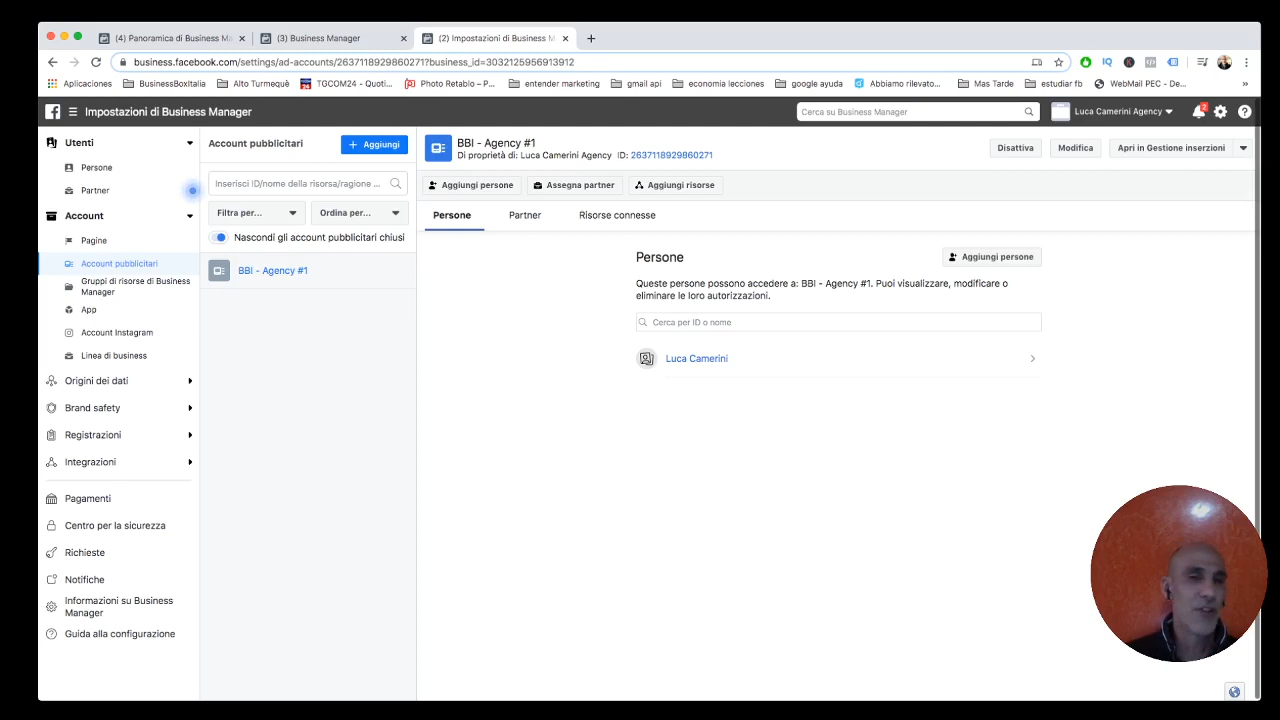 (4) Panoramica di Business Ma...
(3) Business Manager
(2) Impostazioni di Business M...
business.facebook.com/settings/ad-accounts/2637118929860271?business_id=3032125966913912
Aplicaciones
BusinessBoxItalia
Alto Turmequè
TGCOM24 - Quoti...
Photo Retablo – P...
entender marketing
gmail api
economia lecciones
google ayuda
Abbiamo rilevato...
Mas Tarde
estudiar fb
WebMail PEC - De...
Impostazioni di Business Manager
Cerca su Business Manager
Luca Camerini Agency
2
Utenti
Persone
Partner
Account
Pagine
Account pubblicitari
Gruppi di risorse di Business
Manager
App
Account Instagram
Linea di business
Origini dei dati
Brand safety
Registrazioni
Integrazioni
Pagamenti
Centro per la sicurezza
Richieste
Notifiche
Informazioni su Business
Manager
Guida alla configurazione
Account pubblicitari
+ Aggiungi
Inserisci ID/nome della risorsa/ragione ...
Filtra per...
Ordina per...
Nascondi gli account pubblicitari chiusi
BBI - Agency #1
BBI - Agency #1
Di proprietà di: Luca Camerini Agency ID: 2637118929860271
Disattiva
Modifica
Apri in Gestione inserzioni
Aggiungi persone
Assegna partner
Aggiungi risorse
Persone
Partner
Risorse connesse
Persone
Aggiungi persone
Queste persone possono accedere a: BBI - Agency #1. Puoi visualizzare, modificare o
eliminare le loro autorizzazioni.
Cerca per ID o nome
Luca Camerini